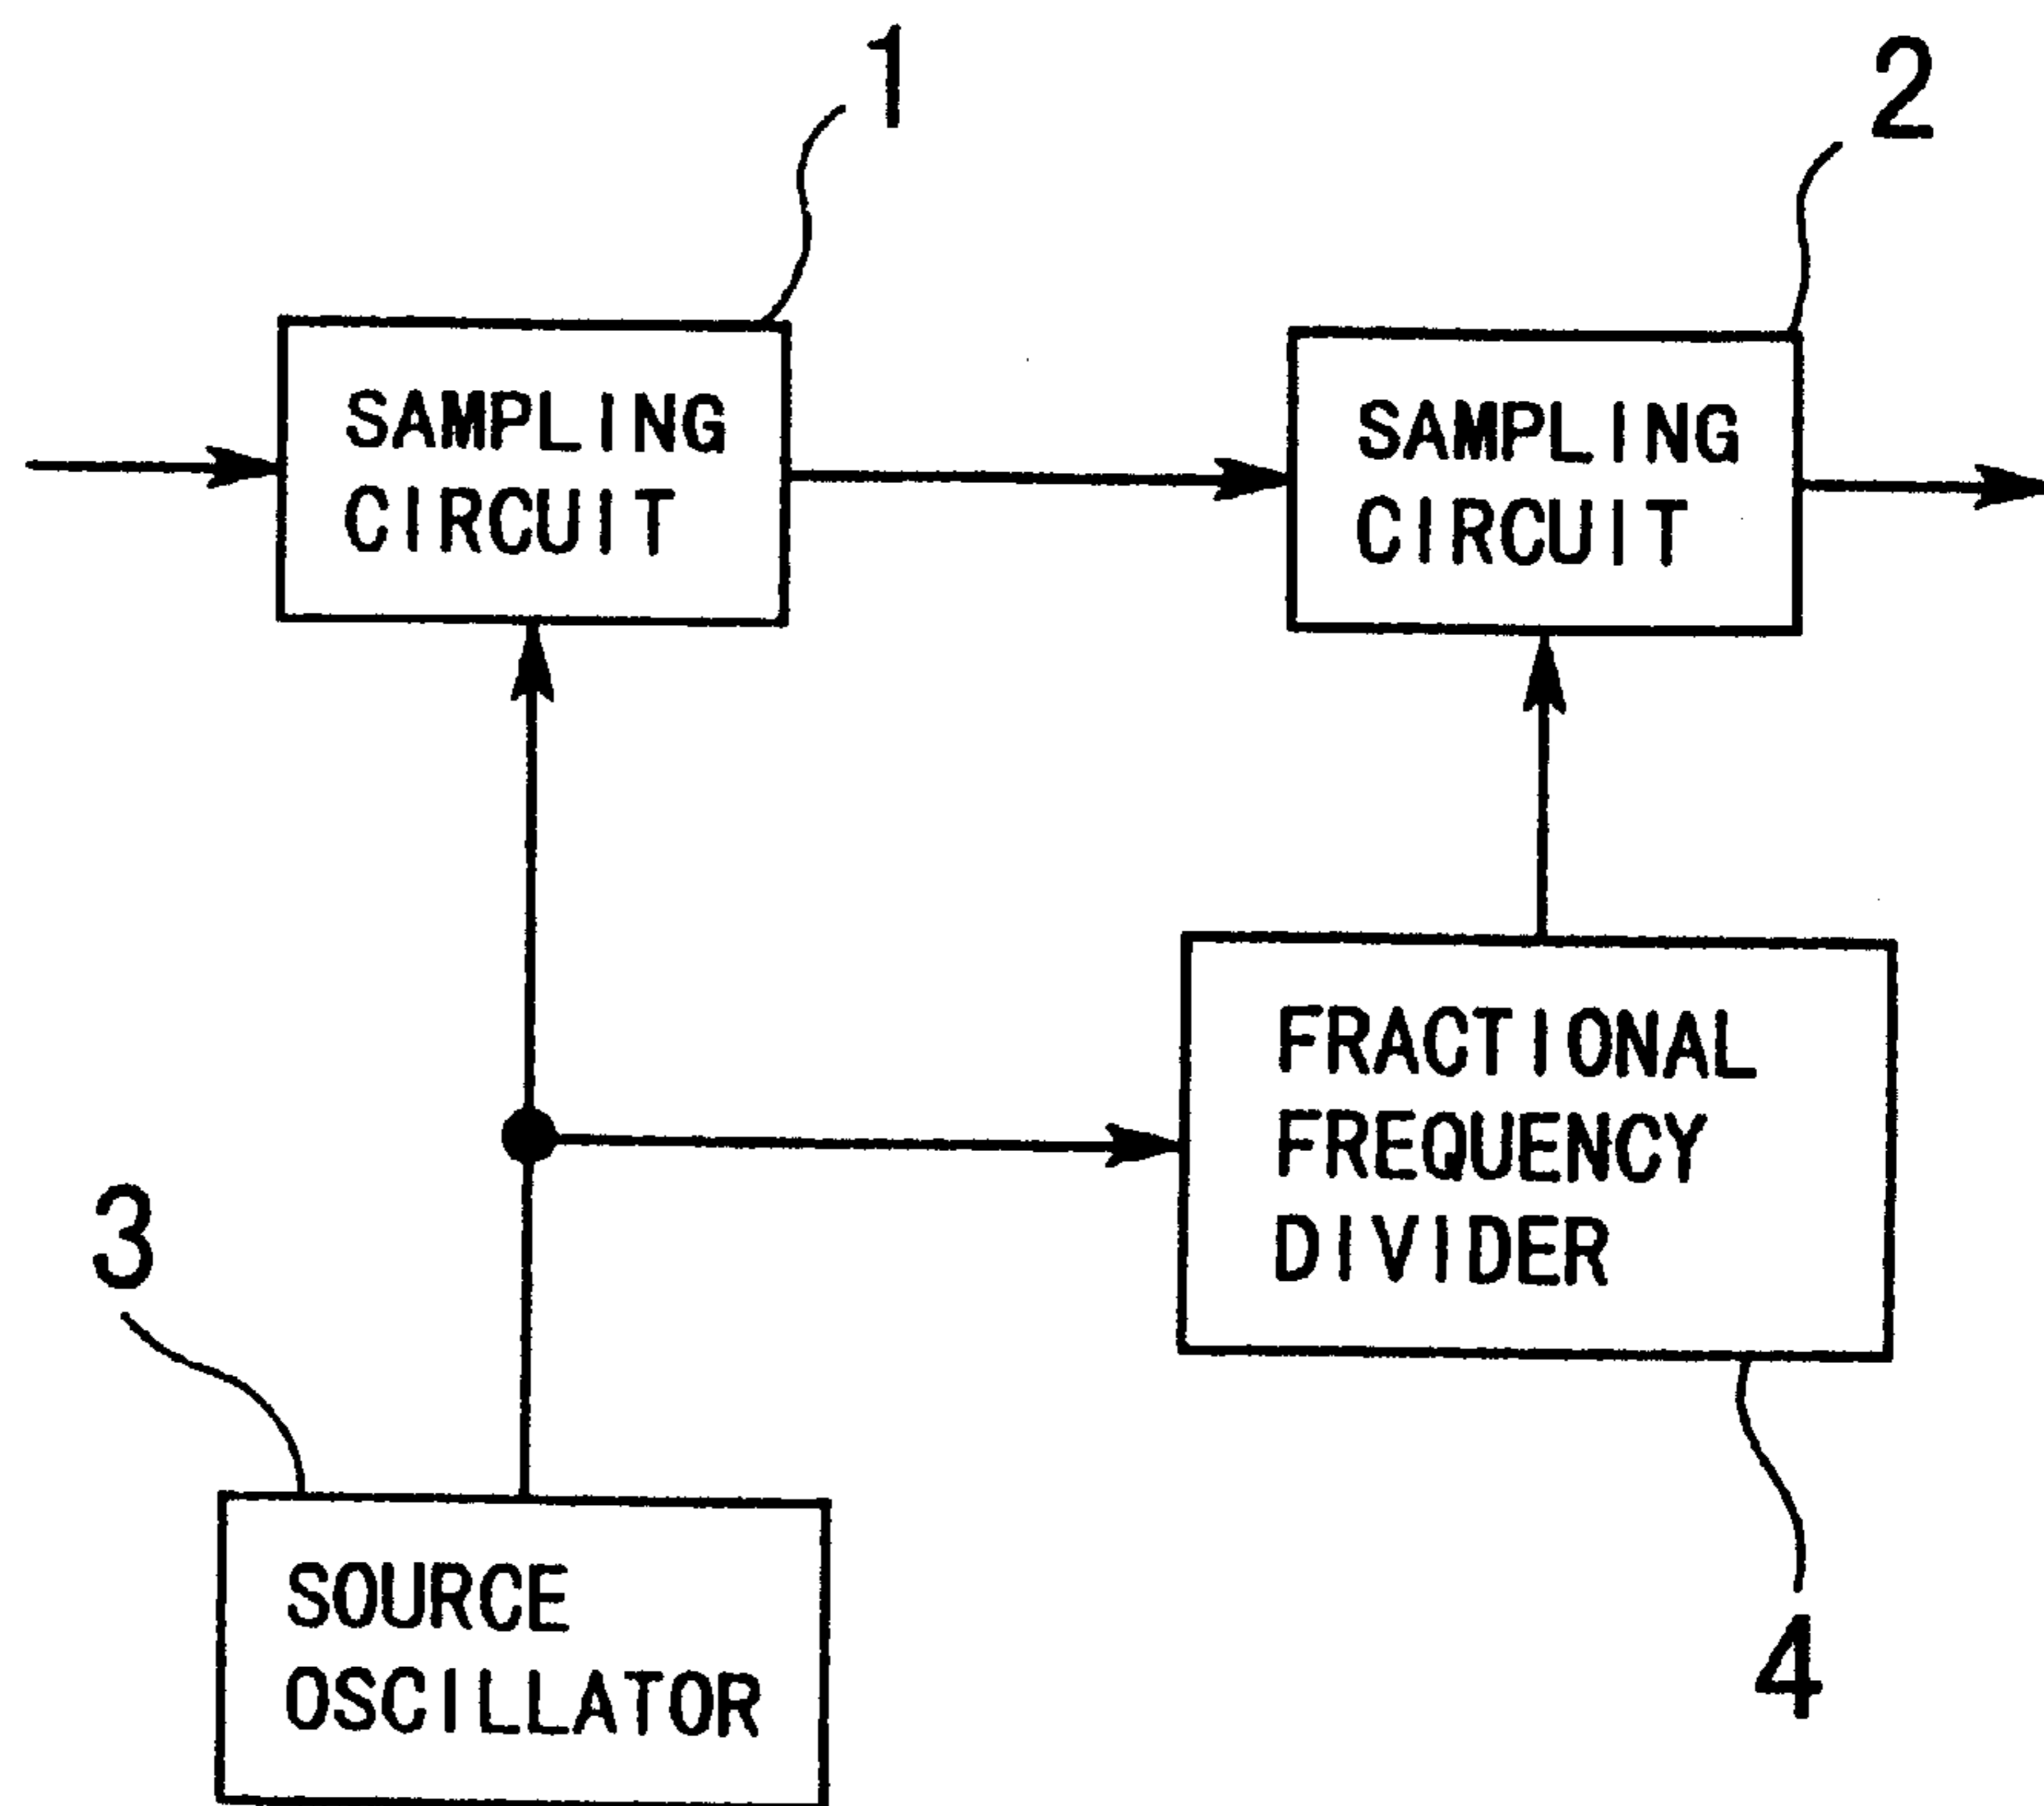 1
2
SAMPLING
CIRCUIT
SAMPLING
CIRCUIT
FRACTIONAL
FREQUENCY
DIVIDER
3
SOURCE
OSCILLATOR
4